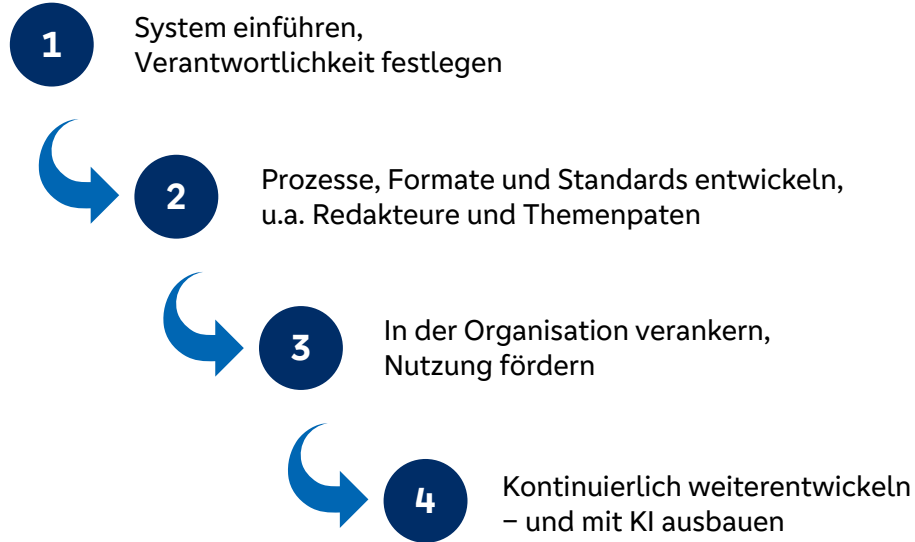 1
System einführen,
Verantwortlichkeit festlegen
2
Prozesse, Formate und Standards entwickeln,
u.a. Redakteure und Themenpaten
3
In der Organisation verankern,
Nutzung fördern
4
Kontinuierlich weiterentwickeln
– und mit KI ausbauen